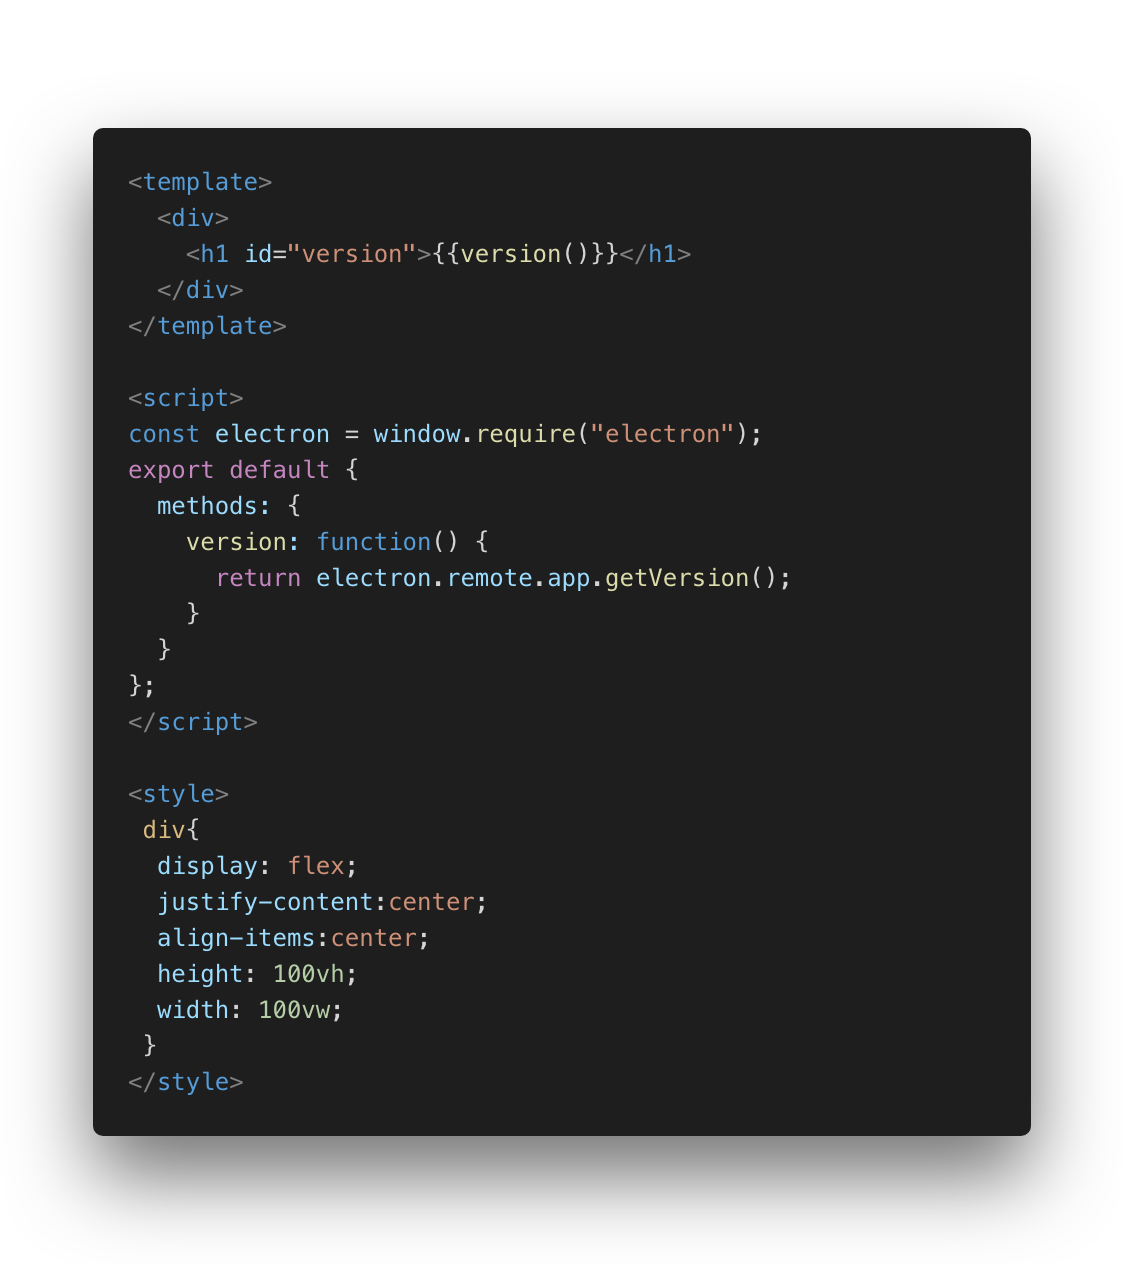 <template>
  <div>
    <h1 id="version">{{version()}}</h1>
  </div>
</template>

<script>
const electron = window.require("electron");
export default {
  methods: {
    version: function() {
      return electron.remote.app.getVersion();
    }
  }
};
</script>

<style>
 div{
  display: flex;
  justify-content:center;
  align-items:center;
  height: 100vh;
  width: 100vw;
 }
</style>